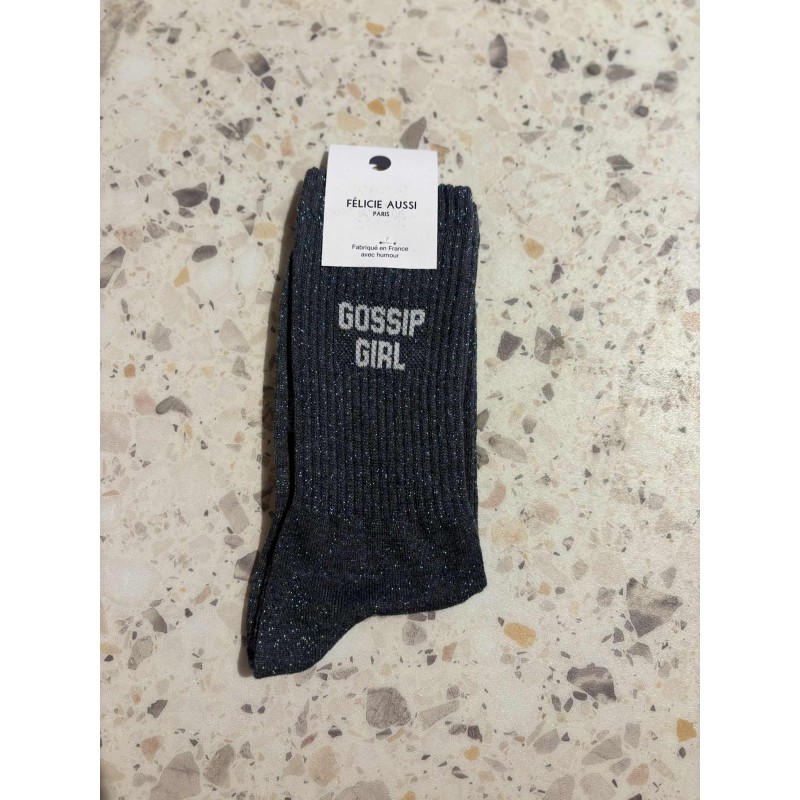 FÉLICIE AUSSI
PARIS
Fabriqué en France
avec humour
GOSSIP
GIRL